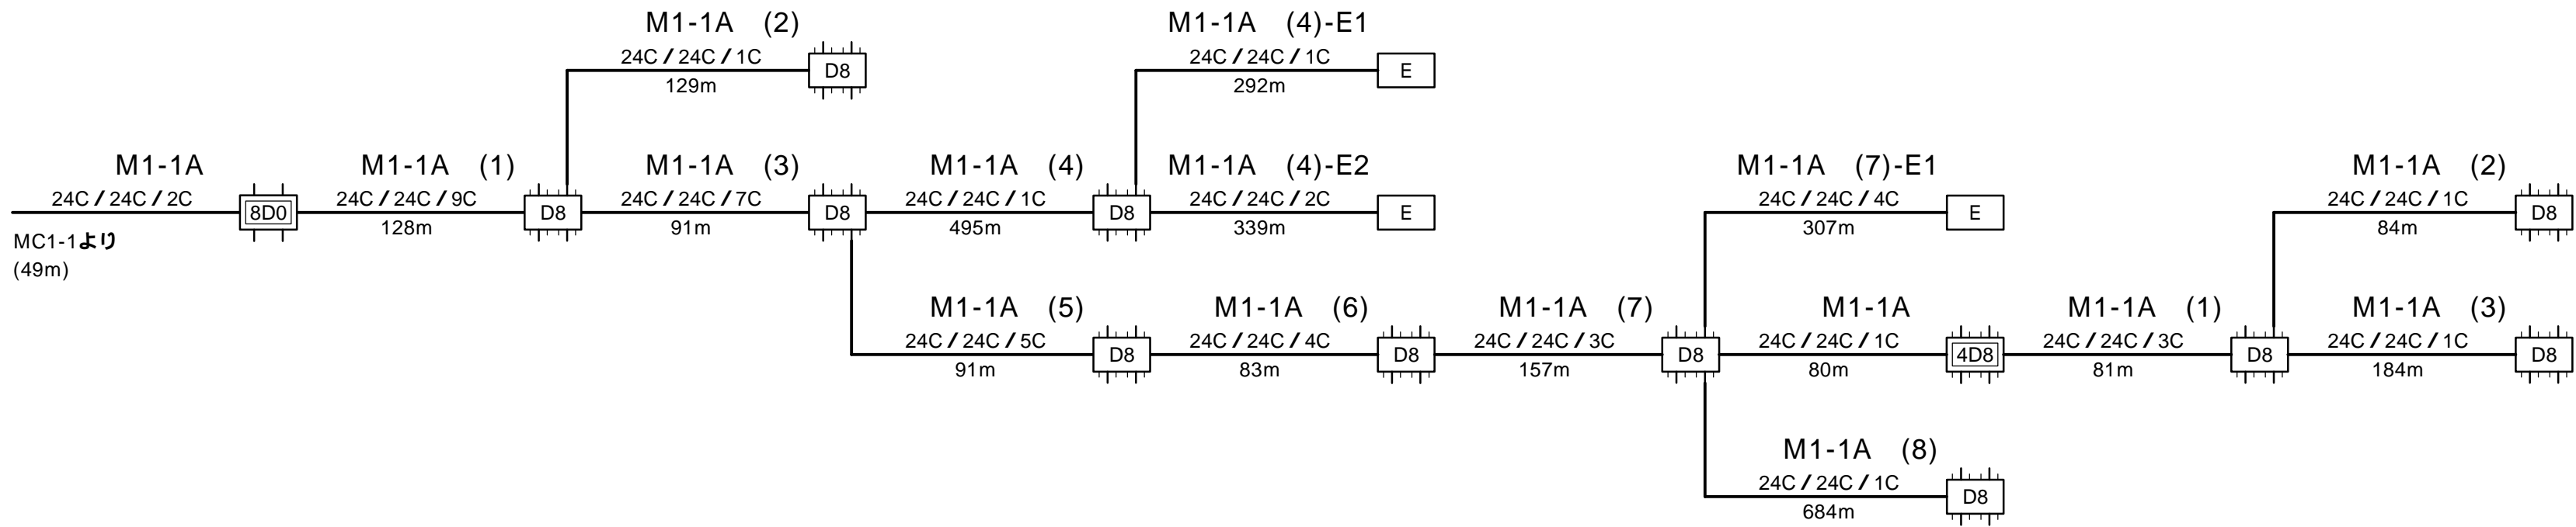 M1-1A (2)
24C/24C/1C
D8
129m
M1-1A (4)-E1
24C/24C/1C
E
292m
M1-1A
24C/24C/2C
8D0
MC1-1より
(49m)
M1-1A (1)
24C/24C/9C
D8
128m
M1-1A (3)
24C/24C/7C
D8
91m
M1-1A (4)
24C/24C/1C
D8
495m
M1-1A (4)-E2
24C/24C/2C
E
339m
M1-1A (7)-E1
24C/24C/4C
E
307m
M1-1A (2)
24C/24C/1C
D8
84m
M1-1A (5)
24C/24C/5C
D8
91m
M1-1A (6)
24C/24C/4C
D8
83m
M1-1A (7)
24C/24C/3C
D8
157m
M1-1A
24C/24C/1C
4D8
80m
M1-1A (1)
24C/24C/3C
D8
81m
M1-1A (3)
24C/24C/1C
D8
184m
M1-1A (8)
24C/24C/1C
D8
684m